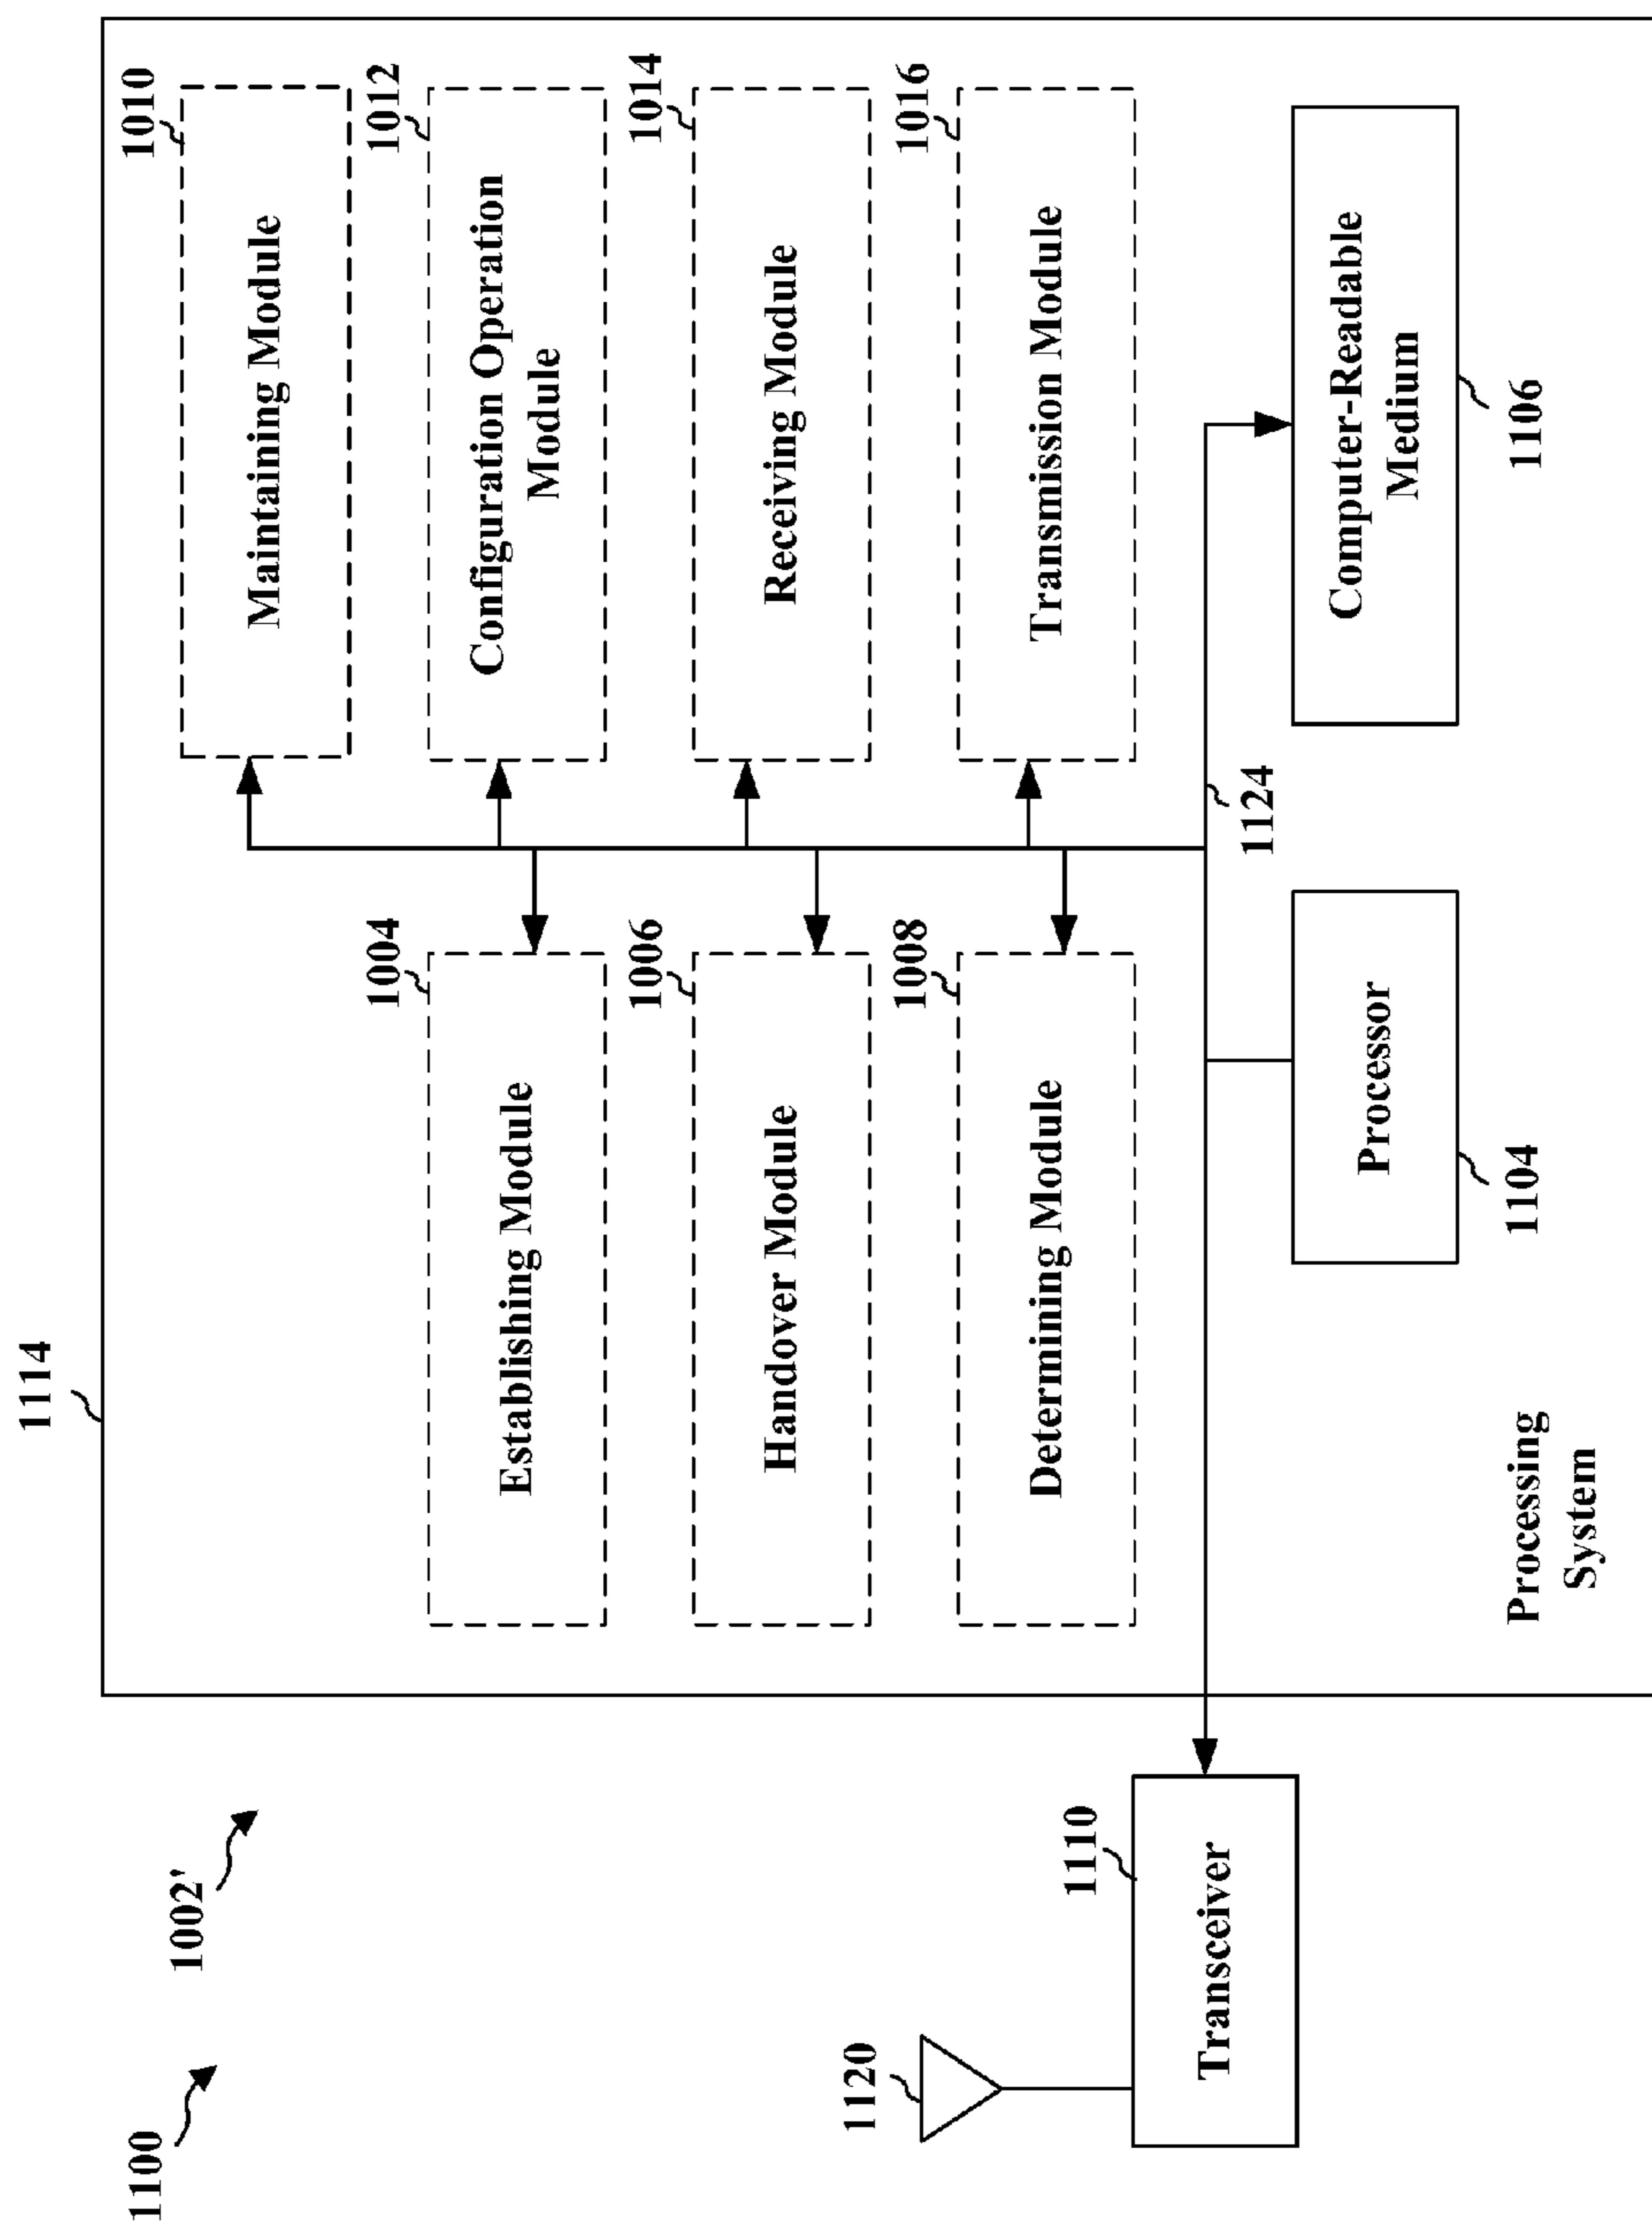 1100
1002'
1114
1010
Maintaining Module
1004
Establishing Module
1012
Configuration Operation
Module
1006
Handover Module
1014
Receiving Module
1008
Determining Module
1016
Transmission Module
1120
1110
Transceiver
1124
Processor
1104
Computer-Readable
Medium
1106
Processing
System